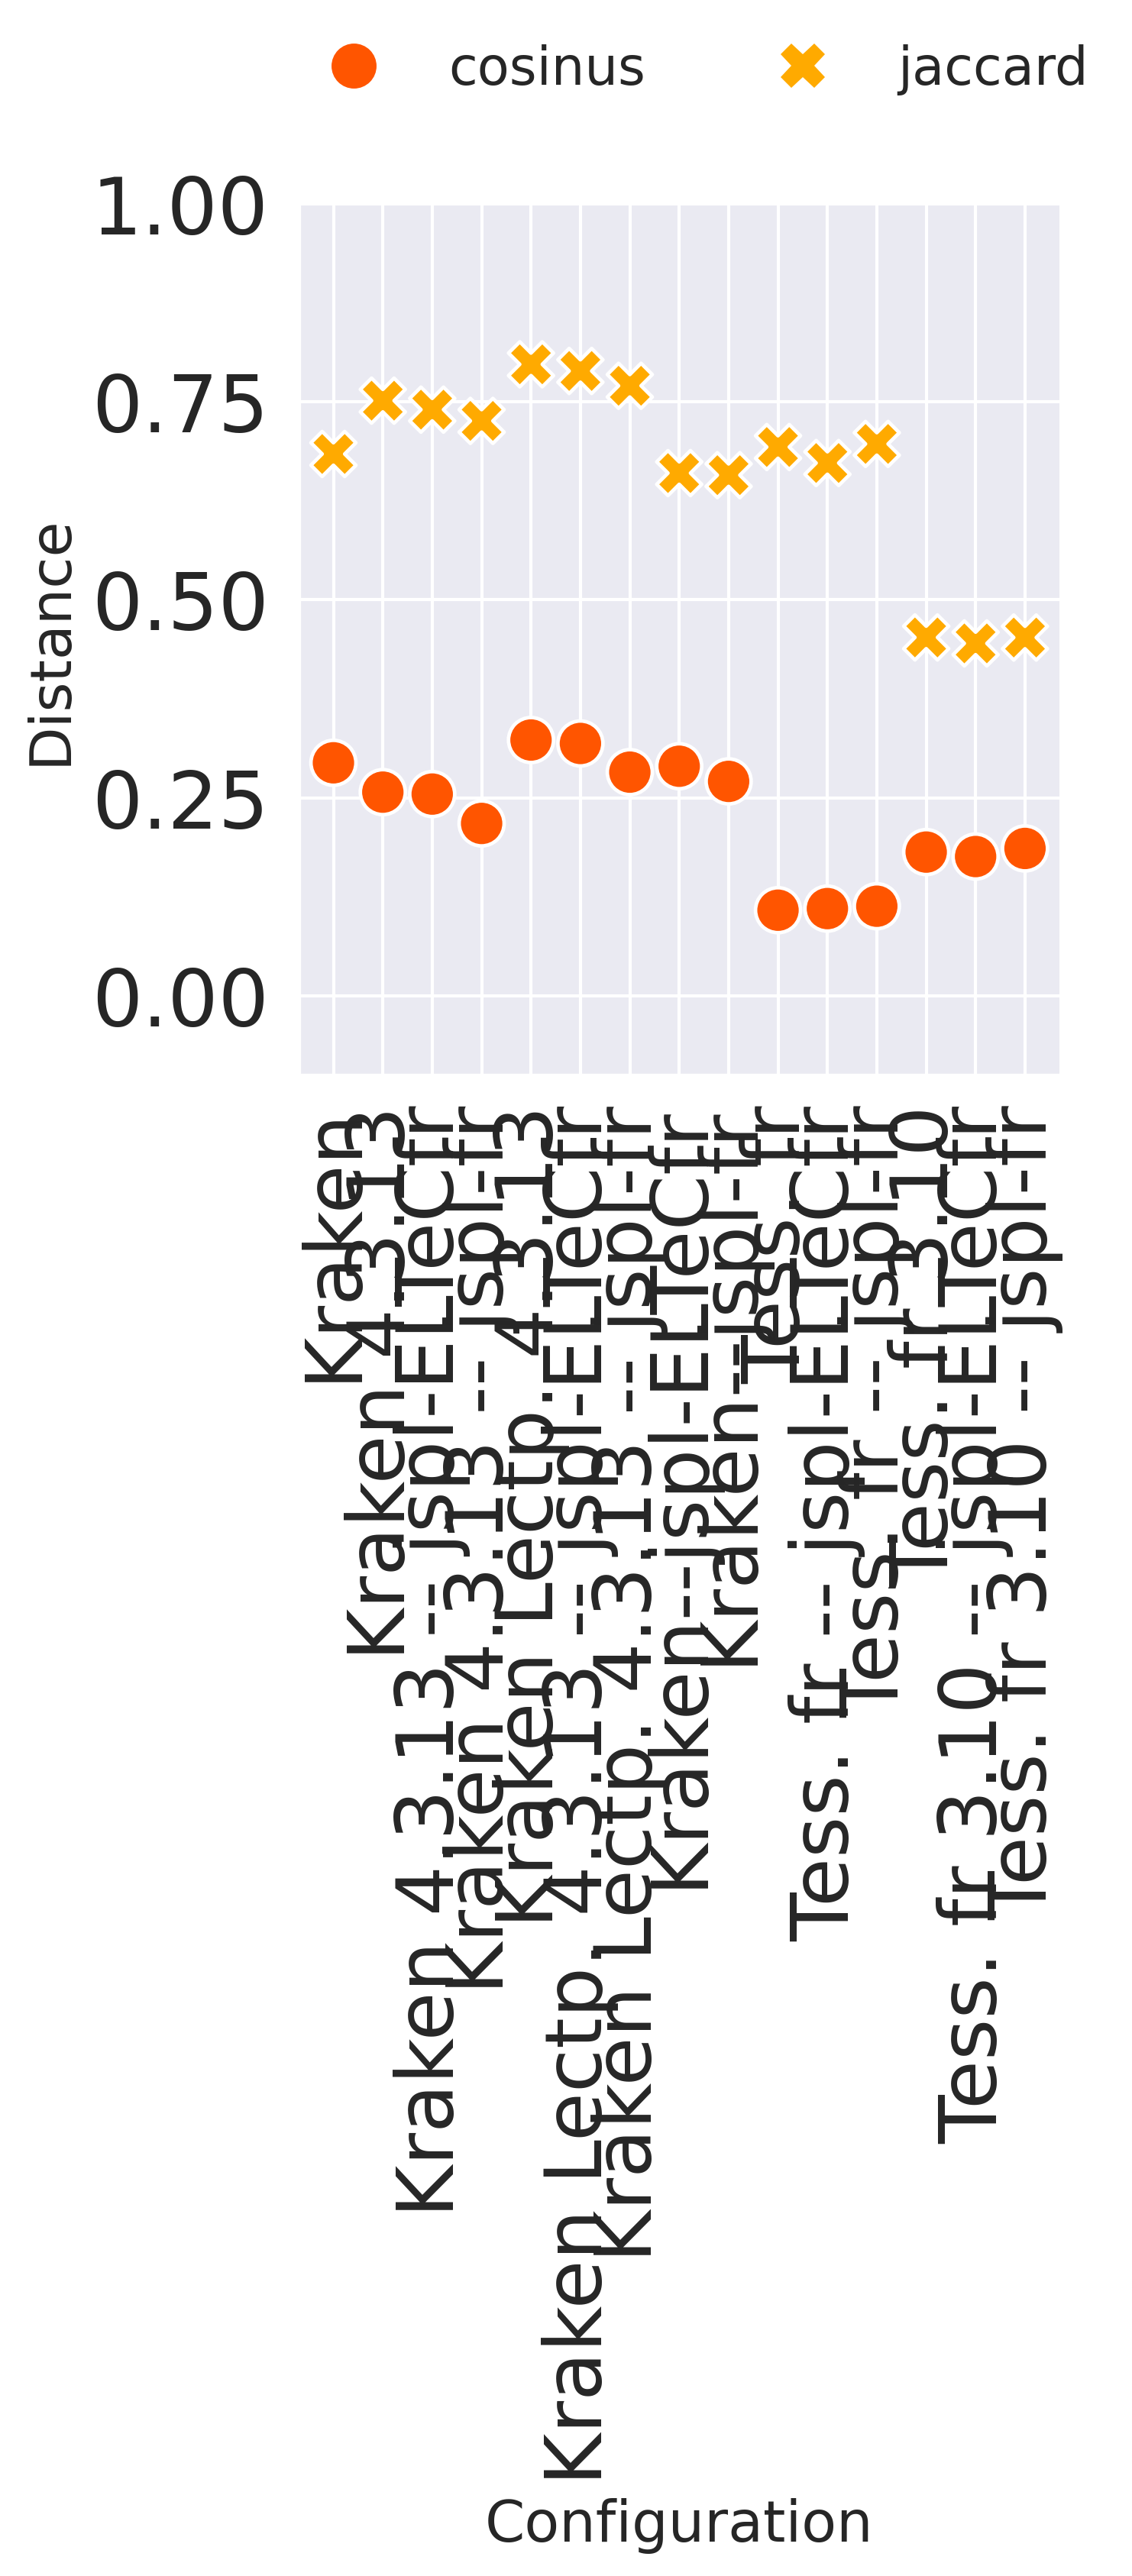 cosinus jaccard
1.00
0.75
0.50
0.25
0.00
Distance
Kraken
Kraken 4.3.13
Kraken 4.3.13 -- jspl-ELTeC fr
Kraken 4.3.13 -- jspl-fr
Kraken Lectp. 4.3.13
Kraken Lectp. 4.3.13 -- jspl-ELTeC fr
Kraken Lectp. 4.3.13 -- jspl-fr
Kraken--jspl-ELTeC fr
Kraken--jspl-fr
Tess. fr
Tess. fr -- jspl-ELTeC fr
Tess. fr -- jspl-fr
Tess. fr 3.10
Tess. fr 3.10 -- jspl-ELTeC fr
Tess. fr 3.10 -- jspl-fr
Configuration